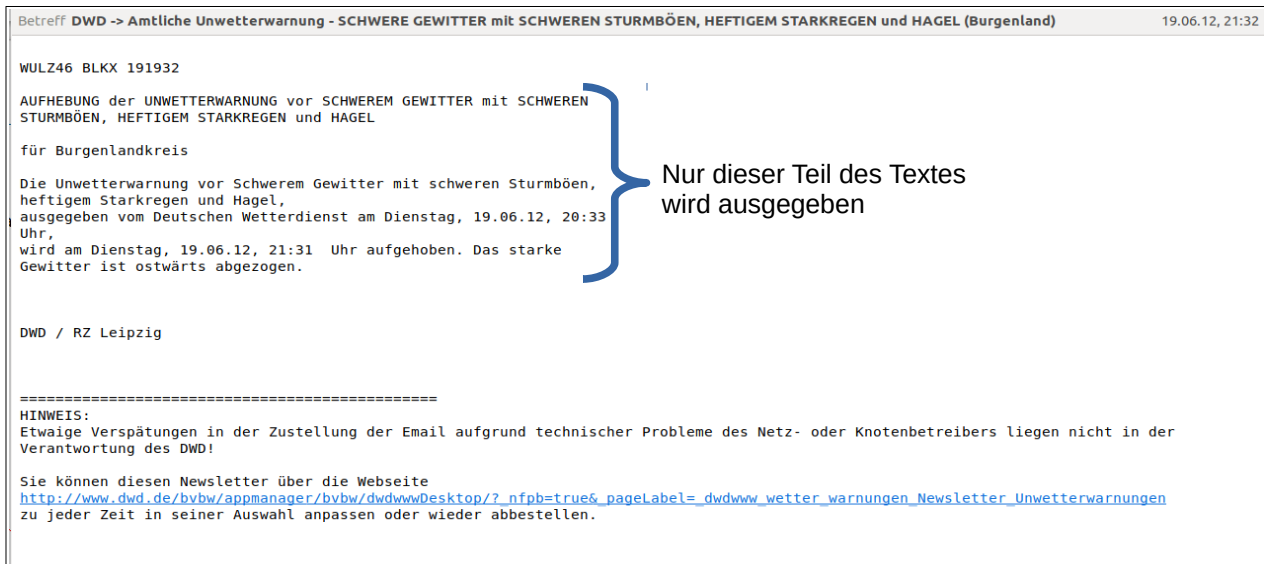 Betreff DWD -> Amtliche Unwetterwarnung - SCHWERE GEWITTER mit SCHWEREN STURMBÖEN, HEFTIGEM STARKREGEN und HAGEL (Burgenland) 19.06.12, 21:32
WULZ46 BLKX 191932
AUFHEBUNG der UNWETTERWARNUNG vor SCHWEREM GEWITTER mit SCHWEREN
STURMBÖEN, HEFTIGEM STARKREGEN und HAGEL
für Burgenlandkreis
Die Unwetterwarnung vor Schwerem Gewitter mit schweren Sturmböen,
heftigem Starkregen und Hagel,
ausgegeben vom Deutschen Wetterdienst am Dienstag, 19.06.12, 20:33
Uhr,
wird am Dienstag, 19.06.12, 21:31  Uhr aufgehoben. Das starke
Gewitter ist ostwärts abgezogen.
Nur dieser Teil des Textes
wird ausgegeben
DWD / RZ Leipzig
===============================================
HINWEIS:
Etwaige Verspätungen in der Zustellung der Email aufgrund technischer Probleme des Netz- oder Knotenbetreibers liegen nicht in der
Verantwortung des DWD!
Sie können diesen Newsletter über die Webseite
http://www.dwd.de/bvbw/appmanager/bvbw/dwdwwwDesktop/?_nfpb=true&_pageLabel=_dwdwww_wetter_warnungen_Newsletter_Unwetterwarnungen
zu jeder Zeit in seiner Auswahl anpassen oder wieder abbestellen.